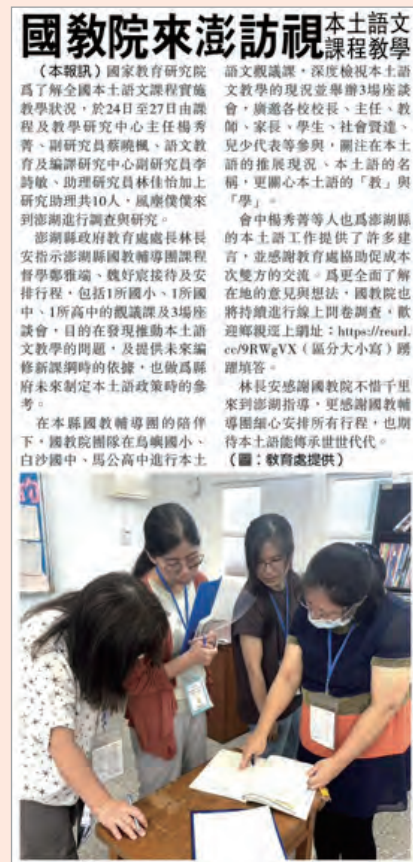 國教院來澎訪視本土語文
課程教學
（本報訊）國家教育研究院
為了解全國本土語文課程實施
教學狀況，於24日至27日由課
程及教學研究中心主任楊秀
菁、副研究員蔡曉楓、語文教
育及編譯研究中心副研究員李
詩敏、助理研究員林佳怡加上
研究助理共10人，風塵僕僕來
到澎湖進行調查與研究。
澎湖縣政府教育處處長林長
安指示澎湖縣國教輔導團課程
督學鄭雅端、魏妤宸接待及安
排行程，包括1所國小、1所國
中、1所高中的觀議課及3場座
談會，目的在發現推動本土語
文教學的問題，及提供未來編
修新課綱時的依據，也做為縣
府未來制定本土語政策時的參
考。
在本縣國教輔導團的陪伴
下，國教院團隊在鳥嶼國小、
白沙國中、馬公高中進行本土
語文觀議課，深度檢視本土語
文教學的現況並舉辦3場座談
會，廣邀各校校長、主任、教
師、家長、學生、社會賢達、
兒少代表等參與，關注在本土
語的推展現況、本土語的名
稱，更關心本土語的「教」與
「學」。
會中楊秀菁等人也為澎湖縣
的本土語工作提供了許多建
言，並感謝教育處協助促成本
次雙方的交流。為更全面了解
在地的意見與想法，國教院也
將持續進行線上問卷調查，歡
迎鄉親逕上網址：https://reurl.
cc/9RWgVX（區分大小寫）踴
躍填答。
林長安感謝國教院不惜千里
來到澎湖指導，更感謝國教輔
導團細心安排所有行程，也期
待本土語能傳承世世代代。
（圖：教育處提供）